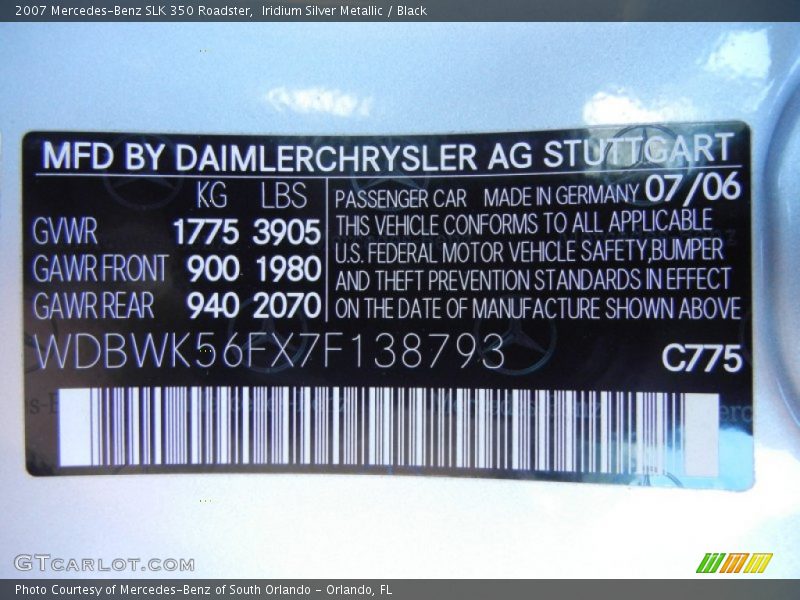 2007 Mercedes-Benz SLK 350 Roadster,  Iridium Silver Metallic / Black
MFD BY DAIMLERCHRYSLER AG STUTTGART
KG LBS
GVWR 1775 3905
GAWR FRONT 900 1980
GAWR REAR 940 2070
PASSENGER CAR MADE IN GERMANY 07/06
THIS VEHICLE CONFORMS TO ALL APPLICABLE
U.S. FEDERAL MOTOR VEHICLE SAFETY,BUMPER
AND THEFT PREVENTION STANDARDS IN EFFECT
ON THE DATE OF MANUFACTURE SHOWN ABOVE
WDBWK56FX7F138793 C775
GTCARLOT.COM
Photo Courtesy of Mercedes-Benz of South Orlando - Orlando, FL